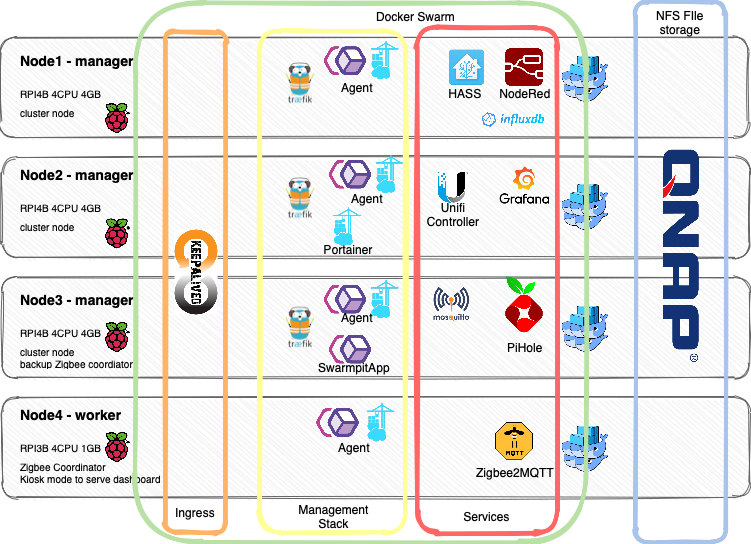 Docker Swarm
NFS FIle
storage
Node1 - manager
RPI4B 4CPU 4GB
cluster node
træfik
Agent
HASS
NodeRed
influxdb
Node2 - manager
RPI4B 4CPU 4GB
cluster node
træfik
Agent
Portainer
Unifi
Controller
Grafana
KEEPALIVED
QNAP
Node3 - manager
RPI4B 4CPU 4GB
cluster node
backup Zigbee coordiator
træfik
Agent
SwarmpitApp
mosquitto
PiHole
Node4 - worker
RPI3B 4CPU 1GB
Zigbee Coordinator
Kiosk mode to serve dashboard
Agent
MQTT
Zigbee2MQTT
Ingress
Management
Stack
Services